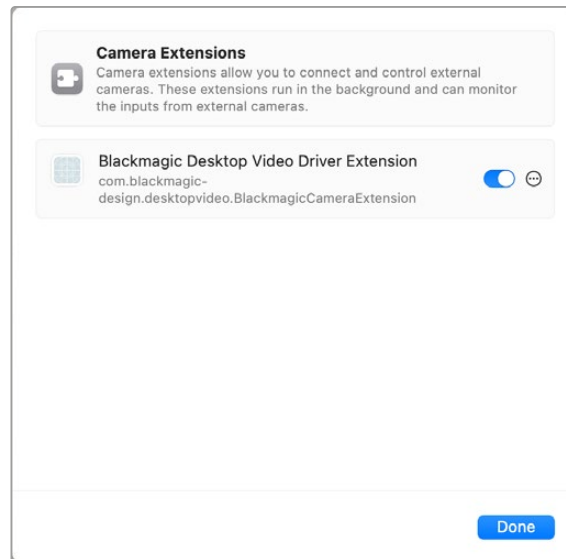 Camera Extensions
Camera extensions allow you to connect and control external
cameras. These extensions run in the background and can monitor
the inputs from external cameras.
Blackmagic Desktop Video Driver Extension
com.blackmagic-
design.desktopvideo.BlackmagicCameraExtension
Done